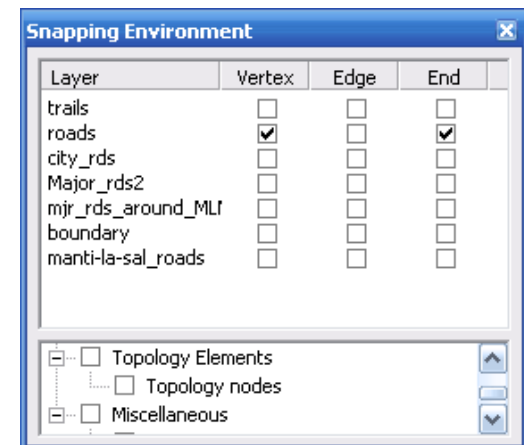 Snapping Environment
Layer Vertex Edge End
trails
roads
city_rds
Major_rds2
boundary
manti-la-sal_roads
Topology Elements
Topology nodes
Miscellaneous